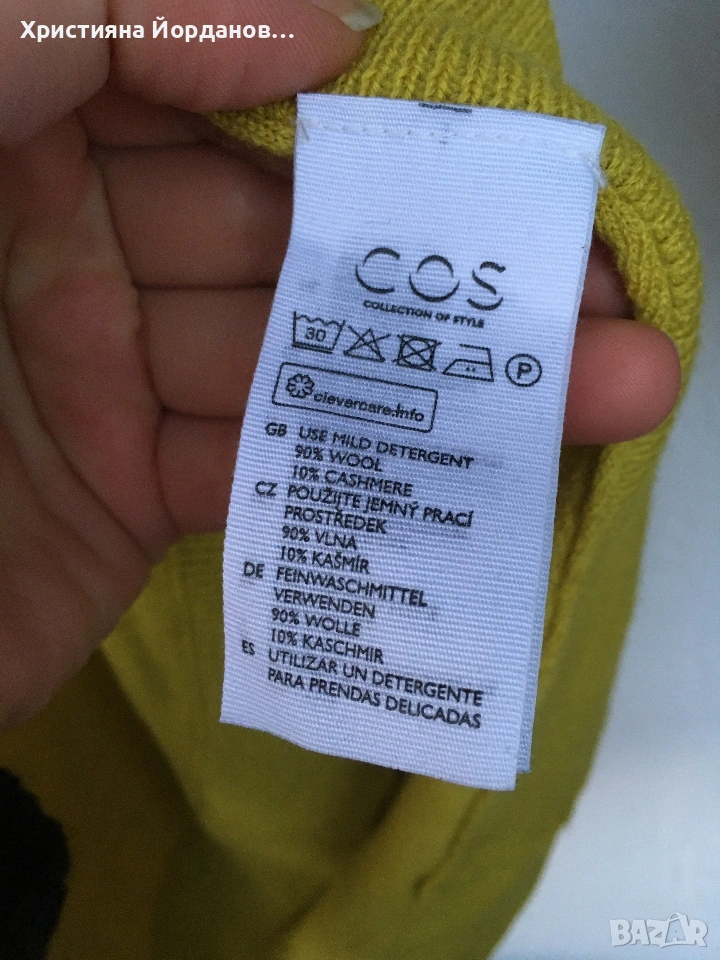 Християна Йорданов...
COS
COLLECTION OF STYLE
30
P
clevercare.info
GB USE MILD DETERGENT
90% WOOL
10% CASHMERE
CZ POUŽIJTE JEMNÝ PRACÍ
PROSTŘEDEK
90% VLNA
10% KAŠMÍR
DE FEINWASCHMITTEL
VERWENDEN
90% WOLLE
10% KASCHMIR
ES UTILIZAR UN DETERGENTE
PARA PRENDAS DELICADAS
BAZAR